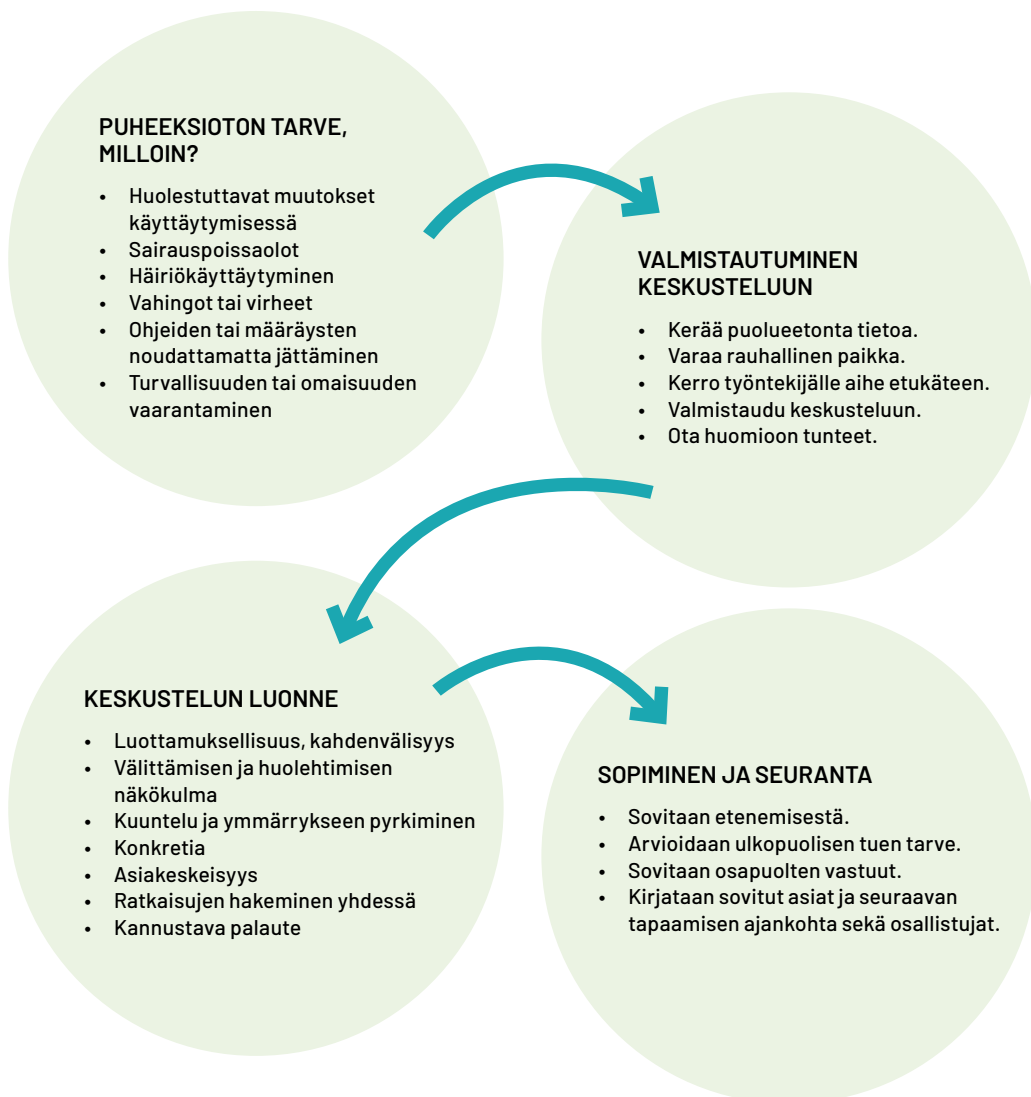 PUHEEKSIOTON TARVE,
MILLOIN?
• Huolestuttavat muutokset
käyttäytymisessä
• Sairauspoissaolot
• Häiriökäyttäytyminen
• Vahingot tai virheet
• Ohjeiden tai määräysten
noudattamatta jättäminen
• Turvallisuuden tai omaisuuden
vaarantaminen
VALMISTAUTUMINEN
KESKUSTELUUN
• Kerää puolueetonta tietoa.
• Varaa rauhallinen paikka.
• Kerro työntekijälle aihe etukäteen.
• Valmistaudu keskusteluun.
• Ota huomioon tunteet.
KESKUSTELUN LUONNE
• Luottamuksellisuus, kahdenvälisyys
• Välittämisen ja huolehtimisen
näkökulma
• Kuuntelu ja ymmärrykseen pyrkiminen
• Konkretia
• Asiakeskeisyys
• Ratkaisujen hakeminen yhdessä
• Kannustava palaute
SOPIMINEN JA SEURANTA
• Sovitaan etenemisestä.
• Arvioidaan ulkopuolisen tuen tarve.
• Sovitaan osapuolten vastuut.
• Kirjataan sovitut asiat ja seuraavan
tapaamisen ajankohta sekä osallistujat.